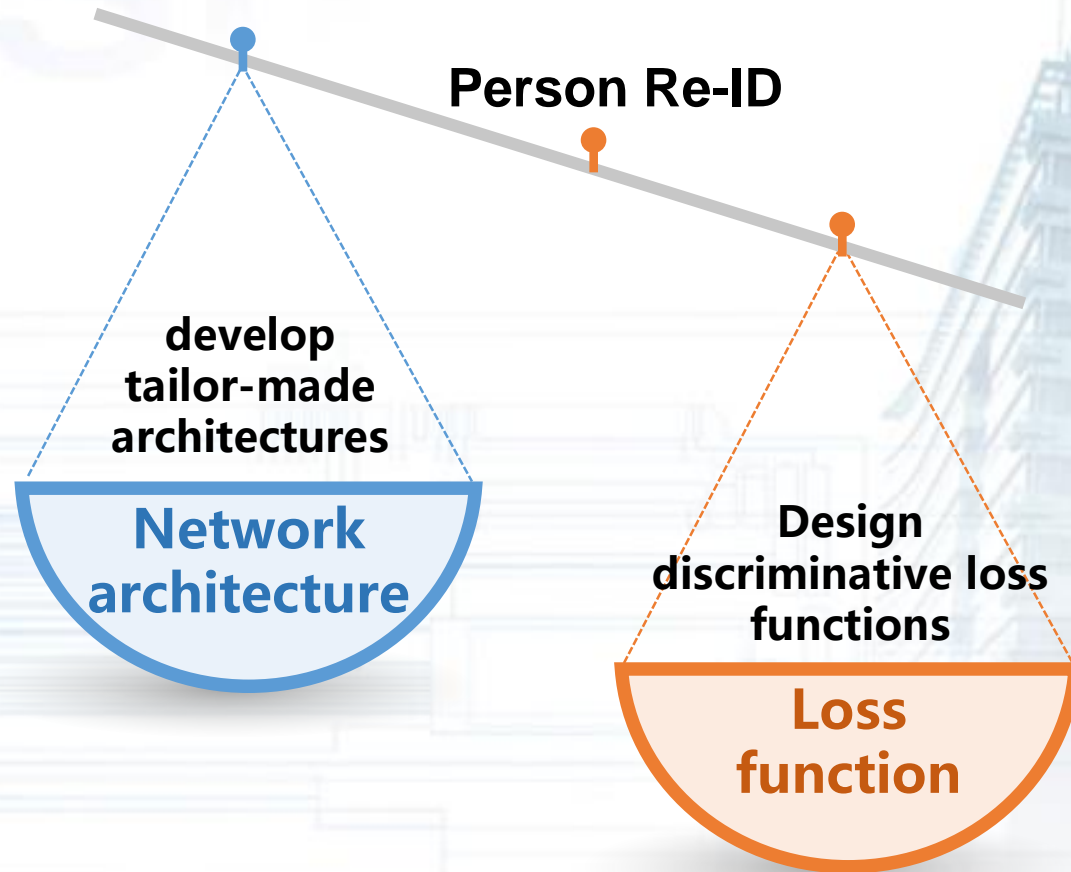 Person Re-ID
develop
tailor-made
architectures
Network
architecture
Design
discriminative loss
functions
Loss
function